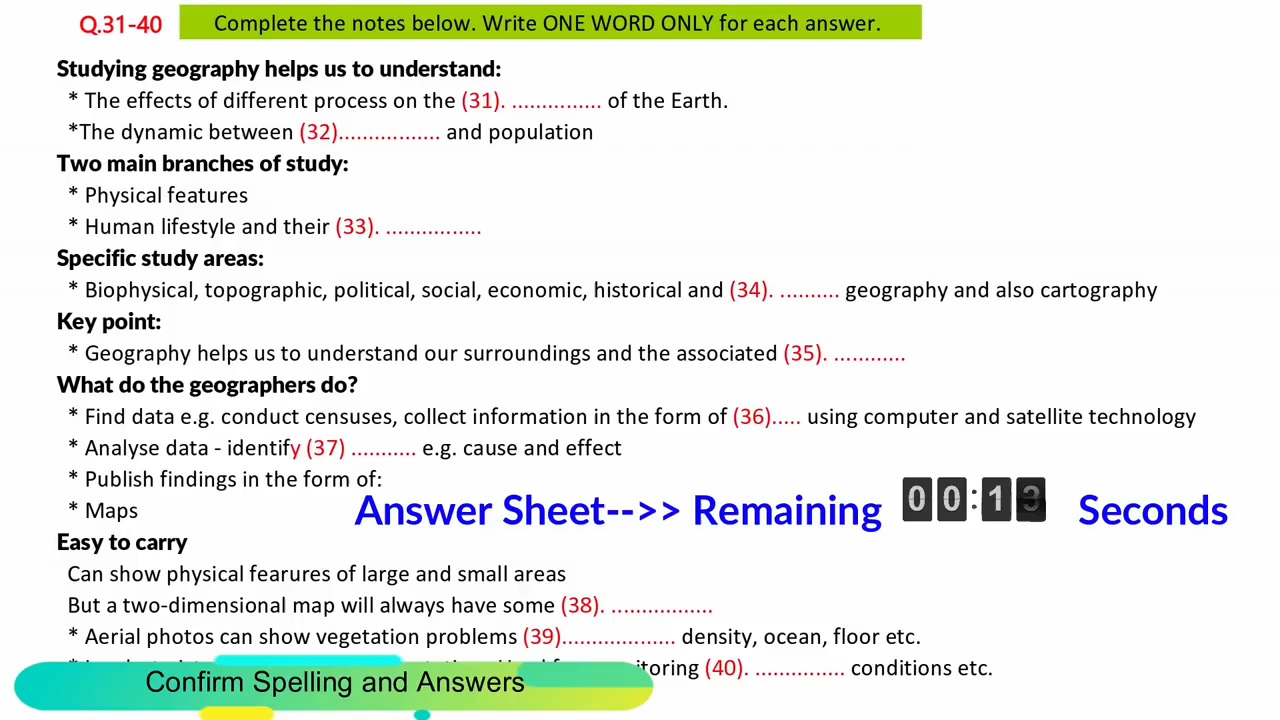 Q.31-40 Complete the notes below. Write ONE WORD ONLY for each answer.
Studying geography helps us to understand:
* The effects of different process on the (31). ............... of the Earth.
*The dynamic between (32)................. and population
Two main branches of study:
* Physical features
* Human lifestyle and their (33). ................
Specific study areas:
* Biophysical, topographic, political, social, economic, historical and (34). .......... geography and also cartography
Key point:
* Geography helps us to understand our surroundings and the associated (35). ............
What do the geographers do?
* Find data e.g. conduct censuses, collect information in the form of (36)..... using computer and satellite technology
* Analyse data - identify (37) ........... e.g. cause and effect
* Publish findings in the form of:
* Maps
Answer Sheet-->> Remaining 00:13 Seconds
Easy to carry
Can show physical fearures of large and small areas
But a two-dimensional map will always have some (38). .................
* Aerial photos can show vegetation problems (39)................... density, ocean, floor etc.
(40). ............... conditions etc.
Confirm Spelling and Answers